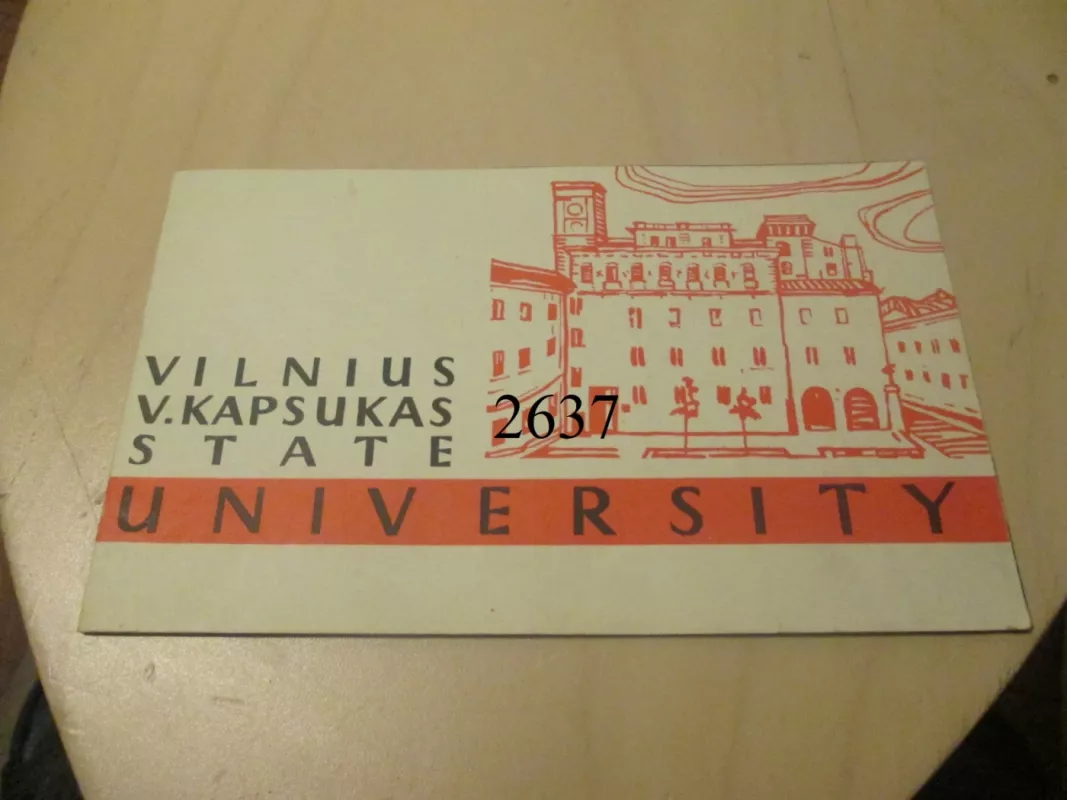 VILNIUS
V. KAPSUKAS
STATE
UNIVERSITY
2637